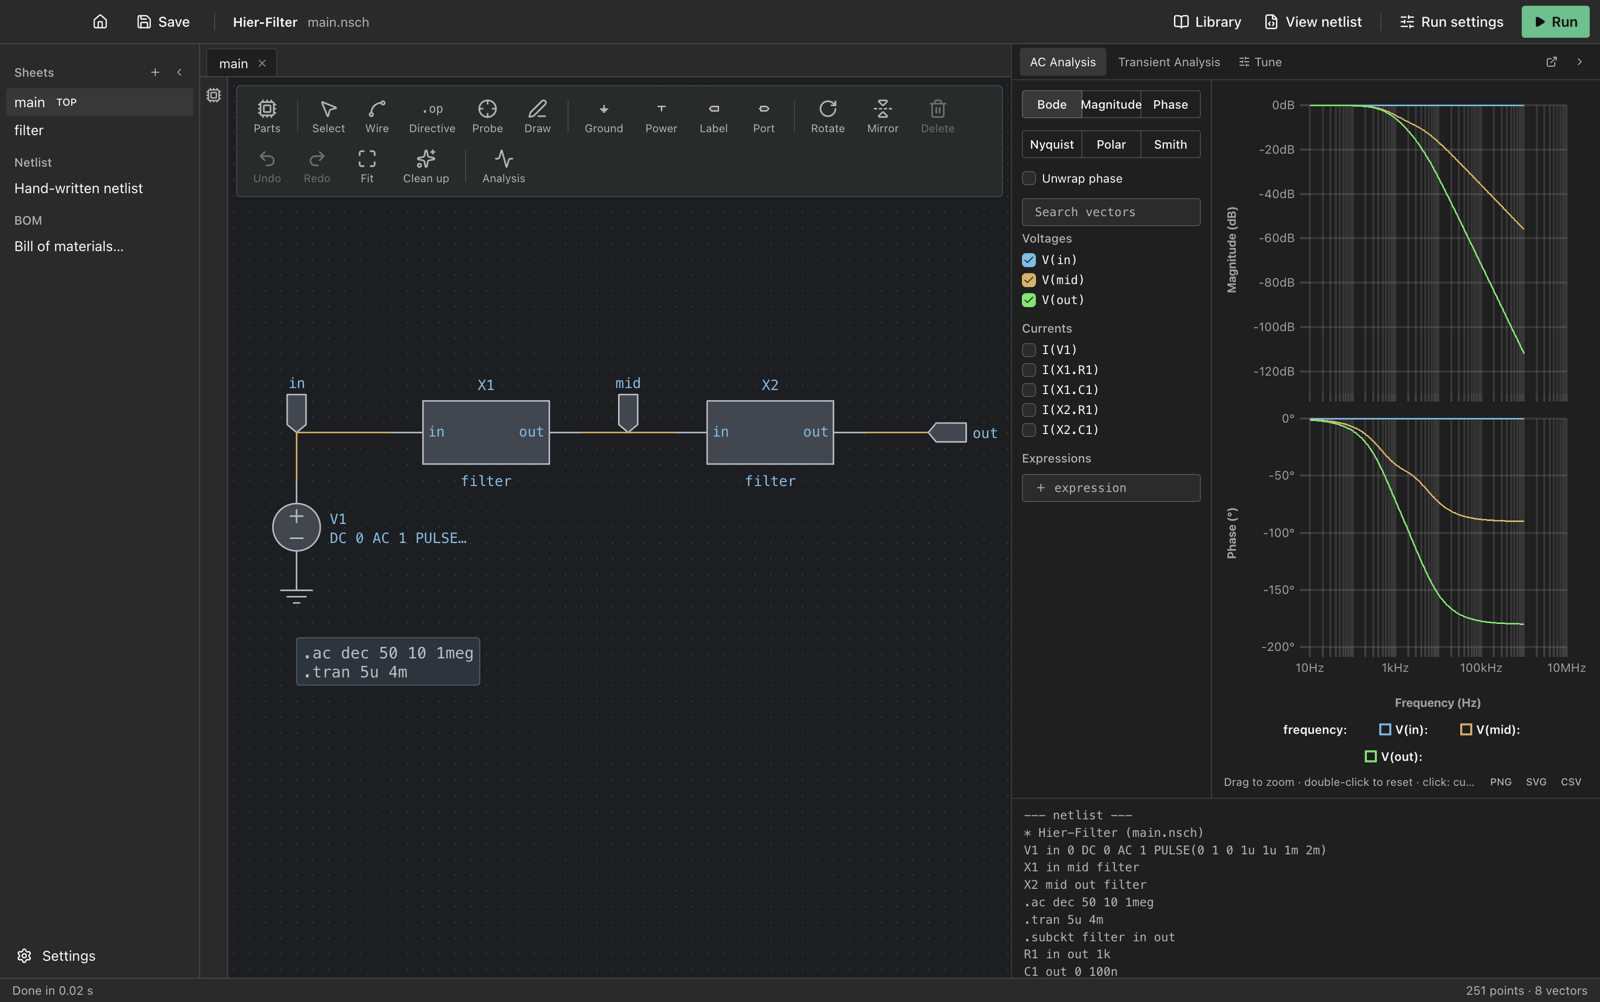 Save
Hier-Filter main.nsch
Library
View netlist
Run settings
Run
Sheets
main TOP
filter
Netlist
Hand-written netlist
BOM
Bill of materials...
Settings
main
Parts
Select
Wire
.op
Directive
Probe
Draw
Ground
Power
Label
Port
Rotate
Mirror
Delete
Undo
Redo
Fit
Clean up
Analysis
in
X1
mid
X2
in out
in out
out
filter
filter
V1
DC 0 AC 1 PULSE…
.ac dec 50 10 1meg
.tran 5u 4m
AC Analysis
Transient Analysis
Tune
Bode Magnitude Phase
Nyquist Polar Smith
Unwrap phase
Search vectors
Voltages
V(in)
V(mid)
V(out)
Currents
I(V1)
I(X1.R1)
I(X1.C1)
I(X2.R1)
I(X2.C1)
Expressions
+ expression
Magnitude (dB)
0dB
-20dB
-40dB
-60dB
-80dB
-100dB
-120dB
Phase (°)
0°
-50°
-100°
-150°
-200°
10Hz 1kHz 100kHz 10MHz
Frequency (Hz)
frequency: V(in): V(mid):
V(out):
Drag to zoom · double-click to reset · click: cu... PNG SVG CSV
--- netlist ---
* Hier-Filter (main.nsch)
V1 in 0 DC 0 AC 1 PULSE(0 1 0 1u 1u 1m 2m)
X1 in mid filter
X2 mid out filter
.ac dec 50 10 1meg
.tran 5u 4m
.subckt filter in out
R1 in out 1k
C1 out 0 100n
Done in 0.02 s
251 points · 8 vectors